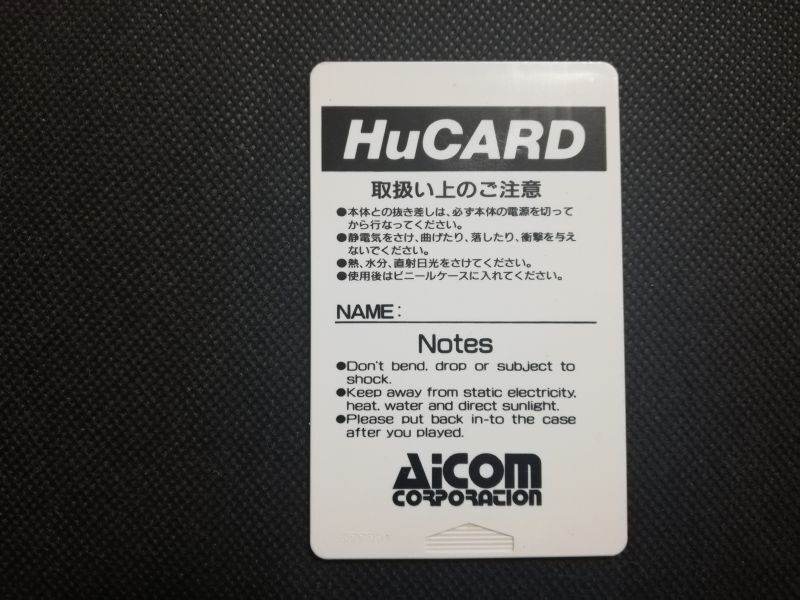 HuCARD
取扱い上のご注意
●本体との抜き差しは、必ず本体の電源を切って
から行なってください。
●静電気をさけ、曲げたり、落したり、衝撃を与え
ないでください。
●熱、水分、直射日光をさけてください。
●使用後はビニールケースに入れてください。
NAME:
Notes
●Don't bend, drop or subject to
shock.
●Keep away from static electricity,
heat, water and direct sunlight.
●Please put back in-to the case
after you played.
AiCOM
CORPORATION